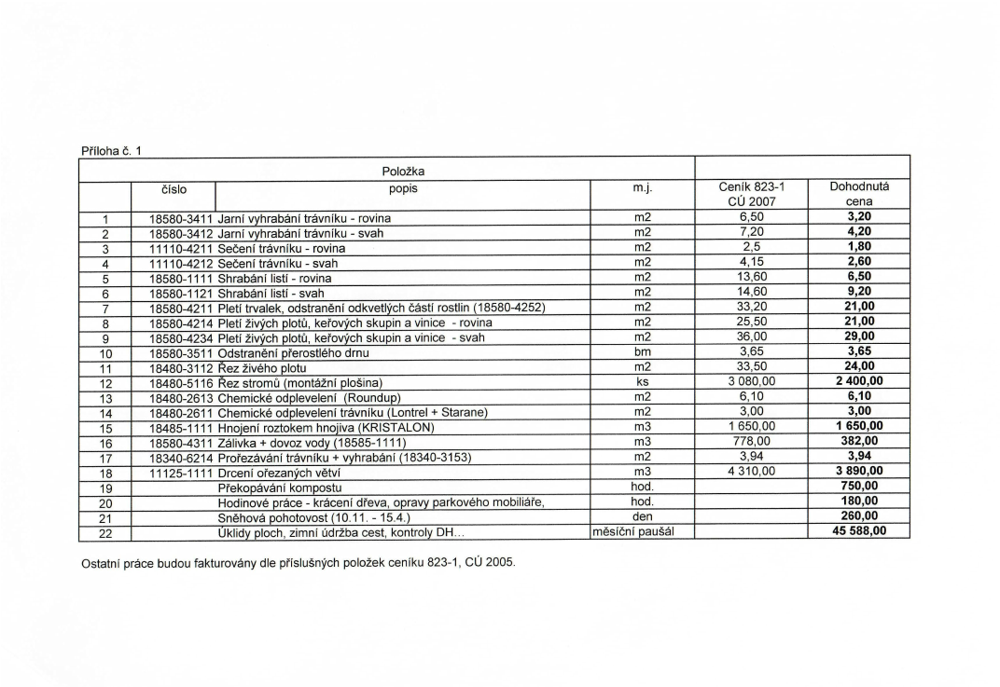 Příloha č. 1
Položka
číslo popis m.j. Ceník 823-1 Dohodnutá
CÚ 2007 cena
1 18580-3411 Jarní vyhrabání trávníku - rovina m2 6,50 3,20
2 18580-3412 Jarní vyhrabání trávníku - svah m2 7,20 4,20
3 11110-4211 Sečení trávníku - rovina m2 2,5 1,80
4 11110-4212 Sečení trávníku - svah m2 4,15 2,60
5 18580-1111 Shrabání listí - rovina m2 13,60 6,50
6 18580-1121 Shrabání listí - svah m2 14,60 9,20
7 18580-4211 Pletí trvalek, odstranění odkvetlých částí rostlin (18580-4252) m2 33,20 21,00
8 18580-4214 Pletí živých plotů, keřových skupin a vinice - rovina m2 25,50 21,00
9 18580-4234 Pletí živých plotů, keřových skupin a vinice - svah m2 36,00 29,00
10 18580-3511 Odstranění přerostlého drnu bm 3,65 3,65
11 18480-3112 Řez živého plotu m2 33,50 24,00
12 18480-5116 Řez stromů (montážní plošina) ks 3 080,00 2 400,00
13 18480-2613 Chemické odplevelení (Roundup) m2 6,10 6,10
14 18480-2611 Chemické odplevelení trávníku (Lontrel + Starane) m2 3,00 3,00
15 18485-1111 Hnojení roztokem hnojiva (KRISTALON) m3 1 650,00 1 650,00
16 18580-4311 Zálivka + dovoz vody (18585-1111) m3 778,00 382,00
17 18340-6214 Prořezávání trávníku + vyhrabání (18340-3153) m2 3,94 3,94
18 11125-1111 Drcení ořezaných větví m3 4 310,00 3 890,00
19 Překopávání kompostu hod. 750,00
20 Hodinové práce - krácení dřeva, opravy parkového mobiliáře, hod. 180,00
21 Sněhová pohotovost (10.11. - 15.4.) den 260,00
22 Úklidy ploch, zimní údržba cest, kontroly DH... měsíční paušál 45 588,00
Ostatní práce budou fakturovány dle příslušných položek ceníku 823-1, CÚ 2005.